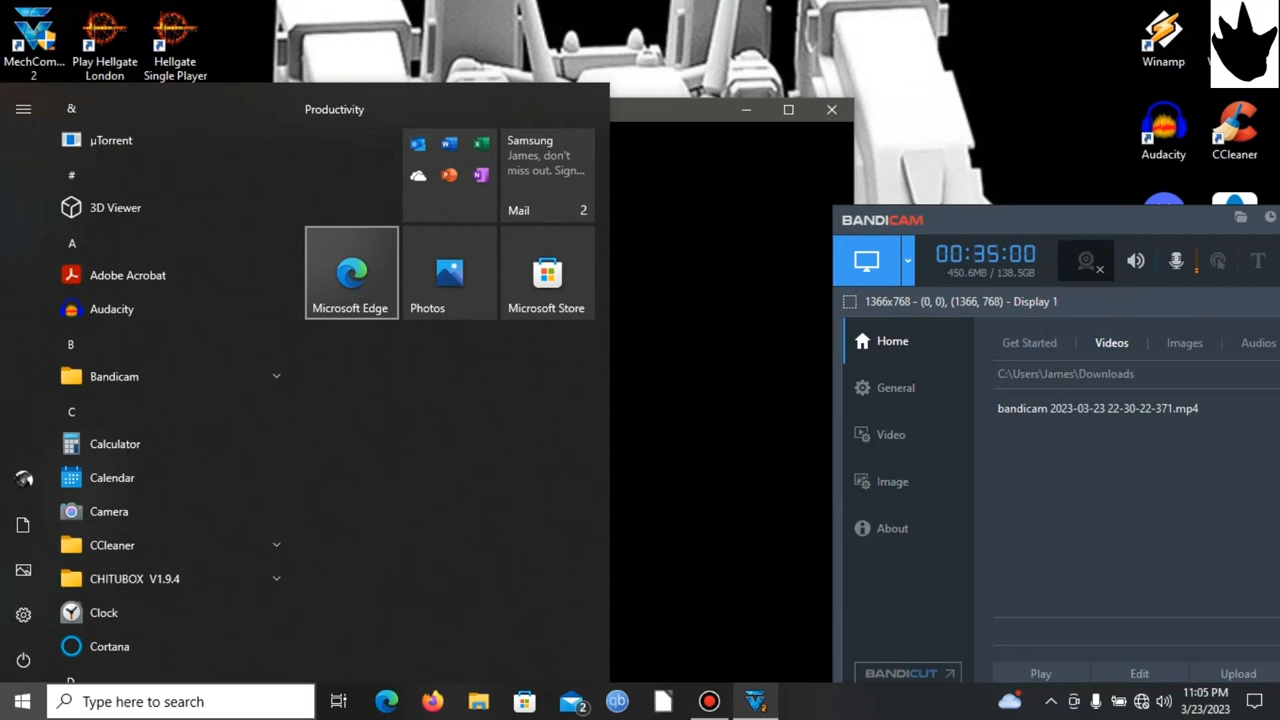 MechCom...
2
Play Hellgate
London
Hellgate
Single Player
Winamp
Audacity
CCleaner
&
µTorrent
#
3D Viewer
A
Adobe Acrobat
Audacity
B
Bandicam
C
Calculator
Calendar
Camera
CCleaner
CHITUBOX V1.9.4
Clock
Cortana
Productivity
Samsung
James, don't
miss out. Sign...
Mail 2
Microsoft Edge
Photos
Microsoft Store
BANDICAM
00:35:00
450.6MB / 138.5GB
1366x768 - (0, 0), (1366, 768) - Display 1
Home
General
Video
Image
About
Get Started
Videos
Images
Audios
C:\Users\James\Downloads
bandicam 2023-03-23 22-30-22-371.mp4
BANDICUT
Play
Edit
Upload
Type here to search
2
qb
2
11:05 PM
3/23/2023